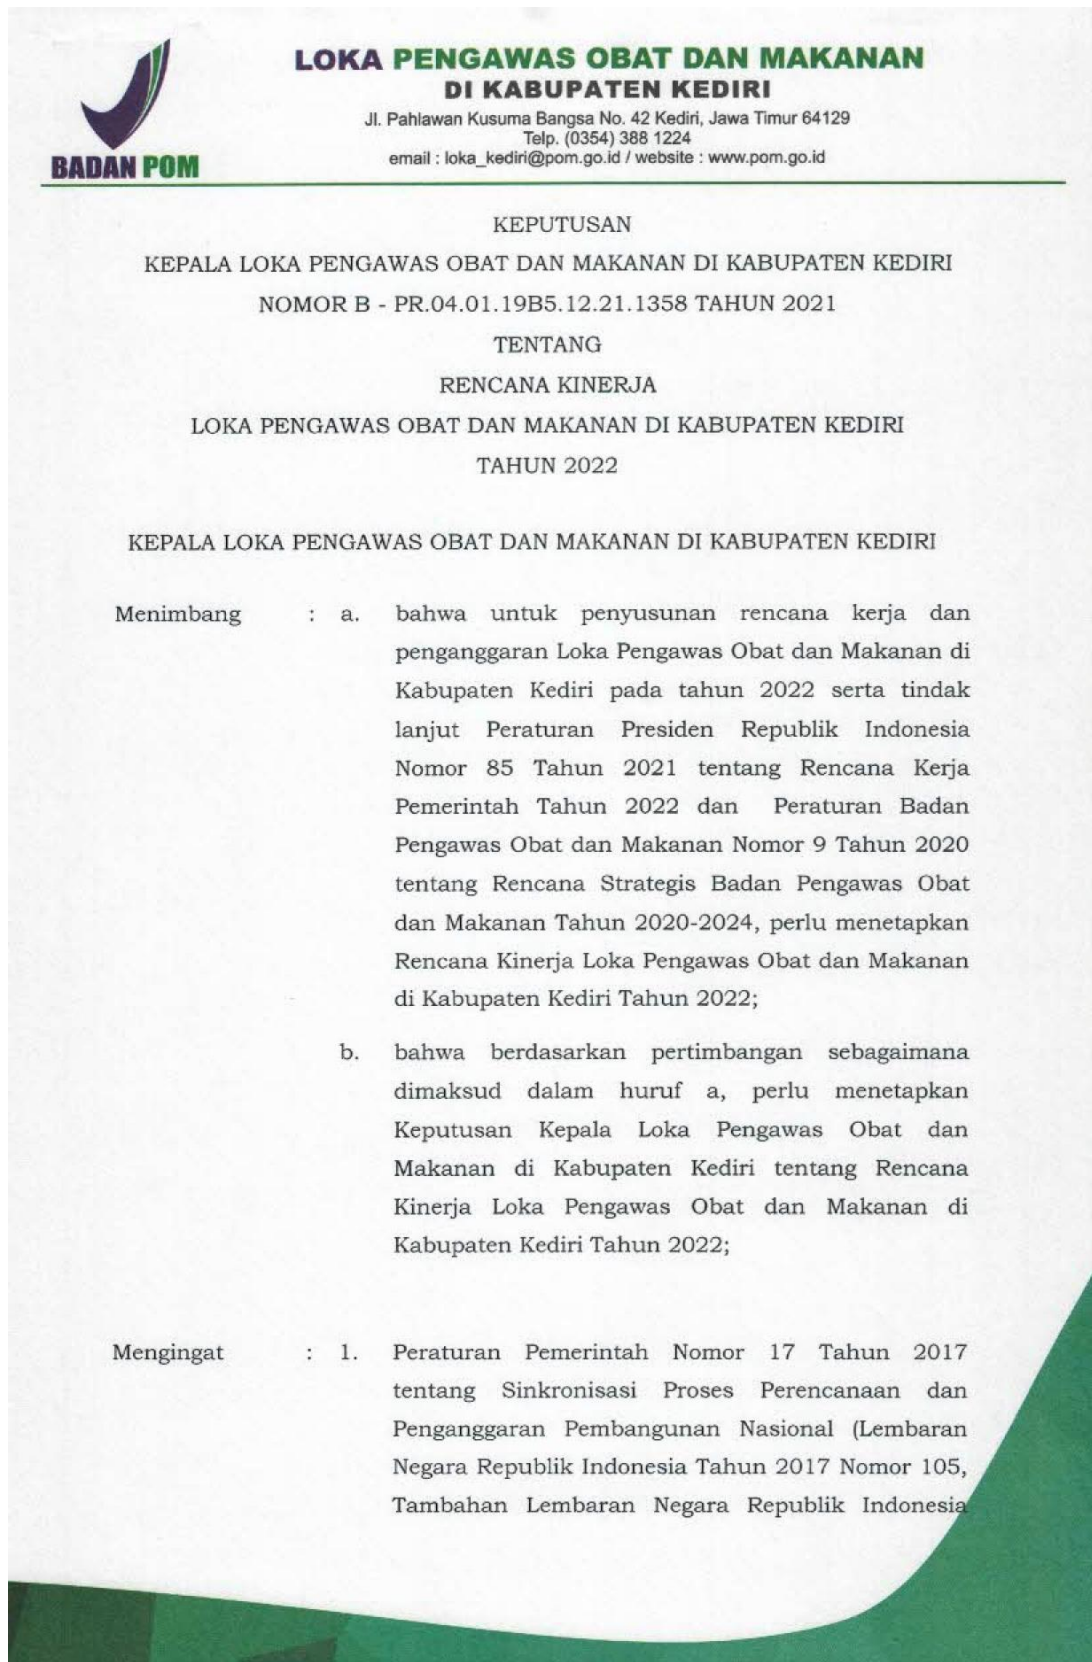 LOKA PENGAWAS OBAT DAN MAKANAN
DI KABUPATEN KEDIRI
Jl. Pahlawan Kusuma Bangsa No. 42 Kediri, Jawa Timur 64129
Telp. (0354) 388 1224
email : loka_kediri@pom.go.id / website : www.pom.go.id
BADAN POM
KEPUTUSAN
KEPALA LOKA PENGAWAS OBAT DAN MAKANAN DI KABUPATEN KEDIRI
NOMOR B - PR.04.01.19B5.12.21.1358 TAHUN 2021
TENTANG
RENCANA KINERJA
LOKA PENGAWAS OBAT DAN MAKANAN DI KABUPATEN KEDIRI
TAHUN 2022
KEPALA LOKA PENGAWAS OBAT DAN MAKANAN DI KABUPATEN KEDIRI
Menimbang : a. bahwa untuk penyusunan rencana kerja dan
penganggaran Loka Pengawas Obat dan Makanan di
Kabupaten Kediri pada tahun 2022 serta tindak
lanjut Peraturan Presiden Republik Indonesia
Nomor 85 Tahun 2021 tentang Rencana Kerja
Pemerintah Tahun 2022 dan Peraturan Badan
Pengawas Obat dan Makanan Nomor 9 Tahun 2020
tentang Rencana Strategis Badan Pengawas Obat
dan Makanan Tahun 2020-2024, perlu menetapkan
Rencana Kinerja Loka Pengawas Obat dan Makanan
di Kabupaten Kediri Tahun 2022;
b. bahwa berdasarkan pertimbangan sebagaimana
dimaksud dalam huruf a, perlu menetapkan
Keputusan Kepala Loka Pengawas Obat dan
Makanan di Kabupaten Kediri tentang Rencana
Kinerja Loka Pengawas Obat dan Makanan di
Kabupaten Kediri Tahun 2022;
Mengingat : 1. Peraturan Pemerintah Nomor 17 Tahun 2017
tentang Sinkronisasi Proses Perencanaan dan
Penganggaran Pembangunan Nasional (Lembaran
Negara Republik Indonesia Tahun 2017 Nomor 105,
Tambahan Lembaran Negara Republik Indonesia